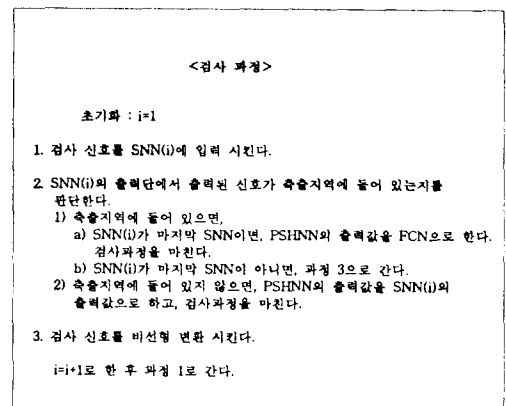 <검사 과정>
초기화 : i=1
1. 검사 신호를 SNN(i)에 입력 시킨다.
2. SNN(i)의 출력단에서 출력된 신호가 축출지역에 들어 있는지를
판단한다.
1) 축출지역에 들어 있으면,
a) SNN(i)가 마지막 SNN이면, PSHNN의 출력값을 FCN으로 한다.
검사과정을 마친다.
b) SNN(i)가 마지막 SNN이 아니면, 과정 3으로 간다.
2) 축출지역에 들어 있지 않으면, PSHNN의 출력값을 SNN(i)의
출력값으로 하고, 검사과정을 마친다.
3. 검사 신호를 비선형 변환 시킨다.
i=i+1로 한 후 과정 1로 간다.